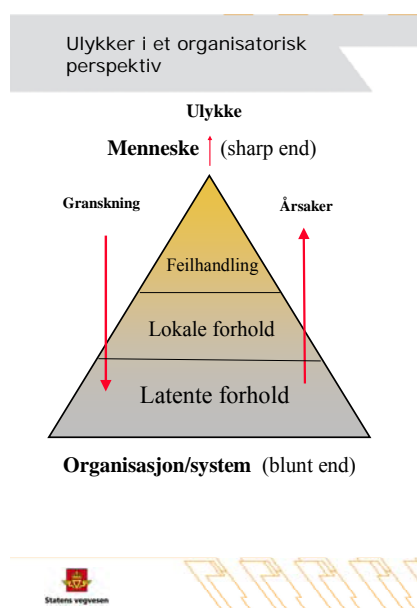 Ulykker i et organisatorisk
perspektiv
Ulykke
Menneske (sharp end)
Granskning
Årsaker
Feilhandling
Lokale forhold
Latente forhold
Organisasjon/system (blunt end)
Statens vegvesen